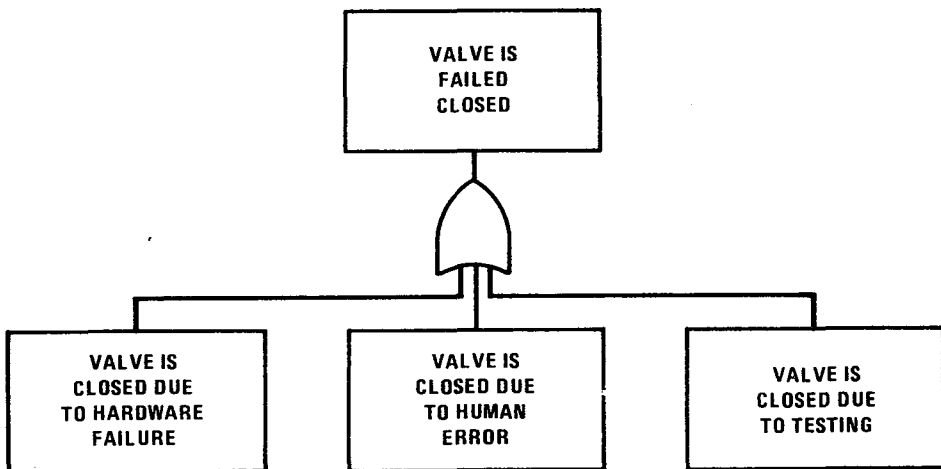 VALVE IS
FAILED
CLOSED
VALVE IS
CLOSED DUE
TO HARDWARE
FAILURE
VALVE IS
CLOSED DUE
TO HUMAN
ERROR
VALVE IS
CLOSED DUE
TO TESTING